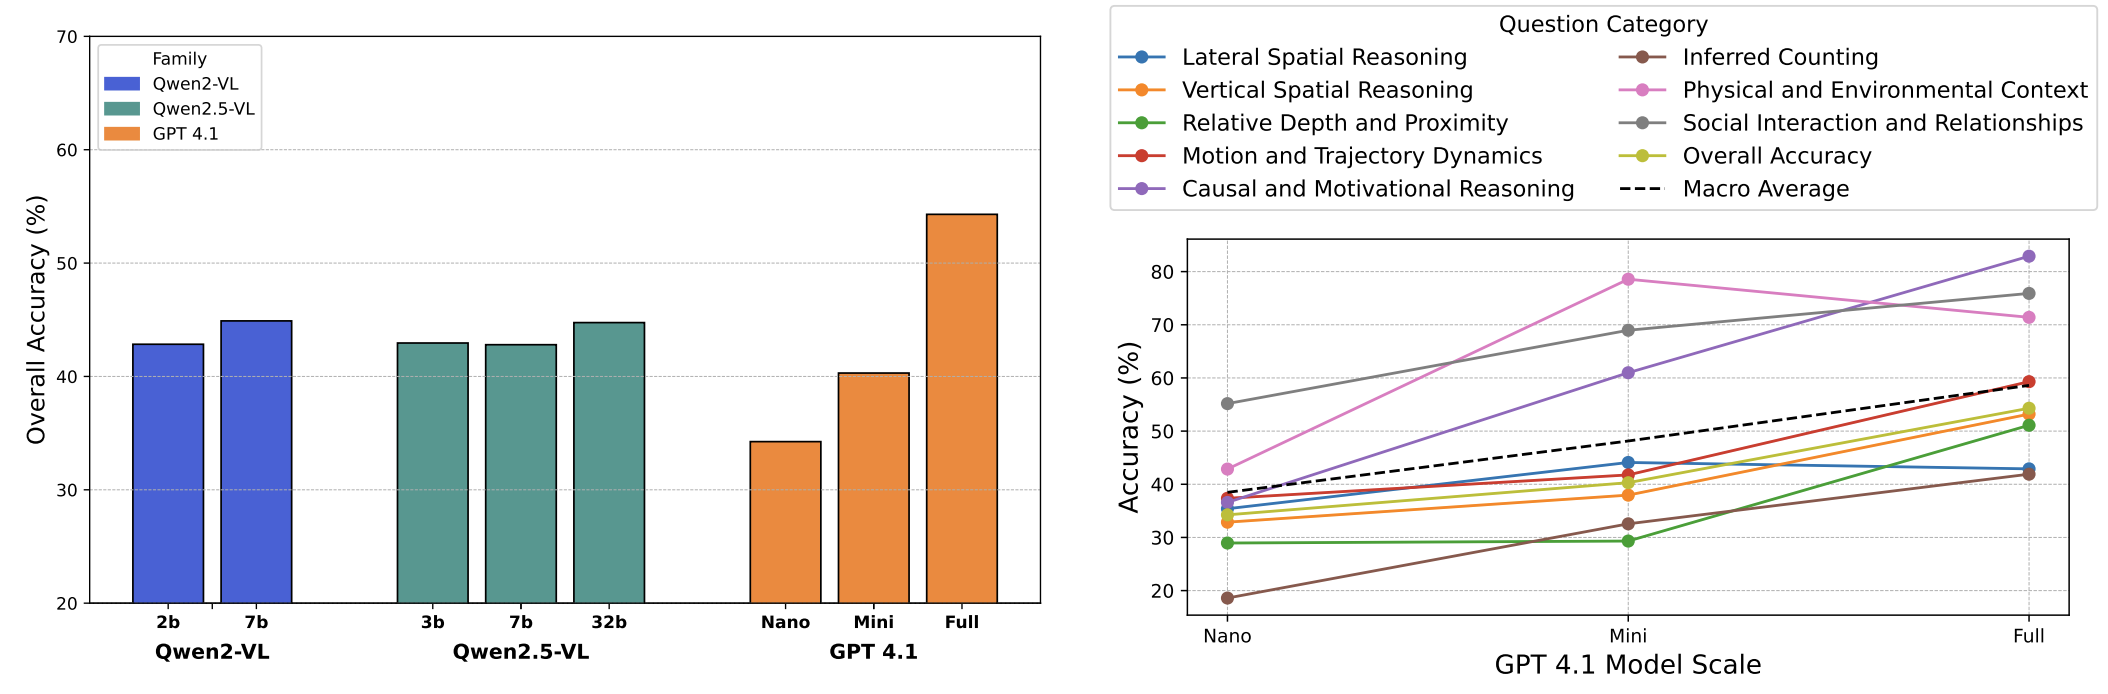 70
60
50
40
30
20
Overall Accuracy (%)
Family
Qwen2-VL
Qwen2.5-VL
GPT 4.1
2b 7b 3b 7b 32b Nano Mini Full
Qwen2-VL Qwen2.5-VL GPT 4.1
Question Category
Lateral Spatial Reasoning
Vertical Spatial Reasoning
Relative Depth and Proximity
Motion and Trajectory Dynamics
Causal and Motivational Reasoning
Inferred Counting
Physical and Environmental Context
Social Interaction and Relationships
Overall Accuracy
Macro Average
80
70
60
50
40
30
20
Accuracy (%)
Nano Mini Full
GPT 4.1 Model Scale